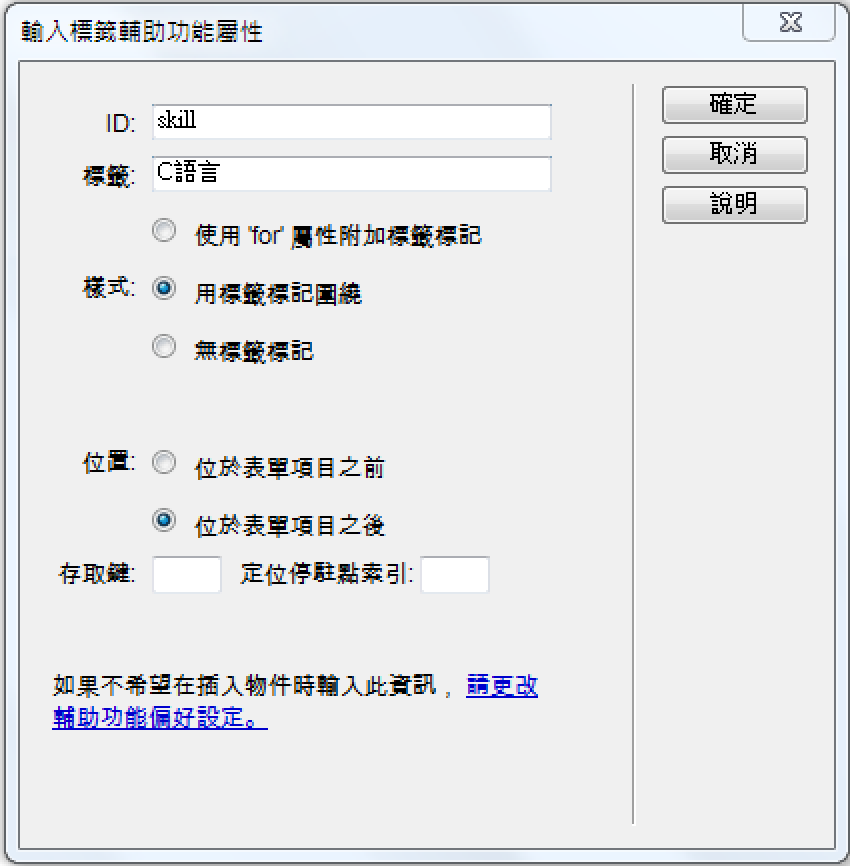 輸入標籤輔助功能屬性
ID: skill
確定
標籤: C語言
取消
說明
使用 'for' 屬性附加標籤標記
樣式: 用標籤標記圍繞
無標籤標記
位置: 位於表單項目之前
位於表單項目之後
存取鍵: 定位停駐點索引:
如果不希望在插入物件時輸入此資訊，請更改
輔助功能偏好設定。